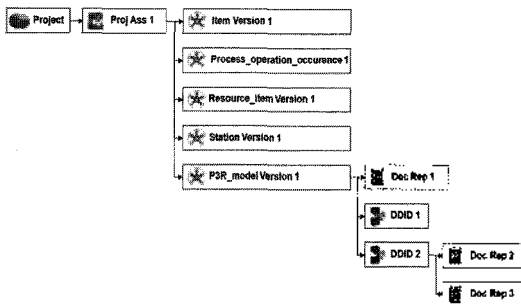 Project
Proj Ass 1
Item Version 1
Process_operation_occurence 1
Resource_Item Version 1
Station Version 1
P3R_model Version 1
Doc Rep 1
DDID 1
DDID 2
Doc Rep 2
Doc Rep 3